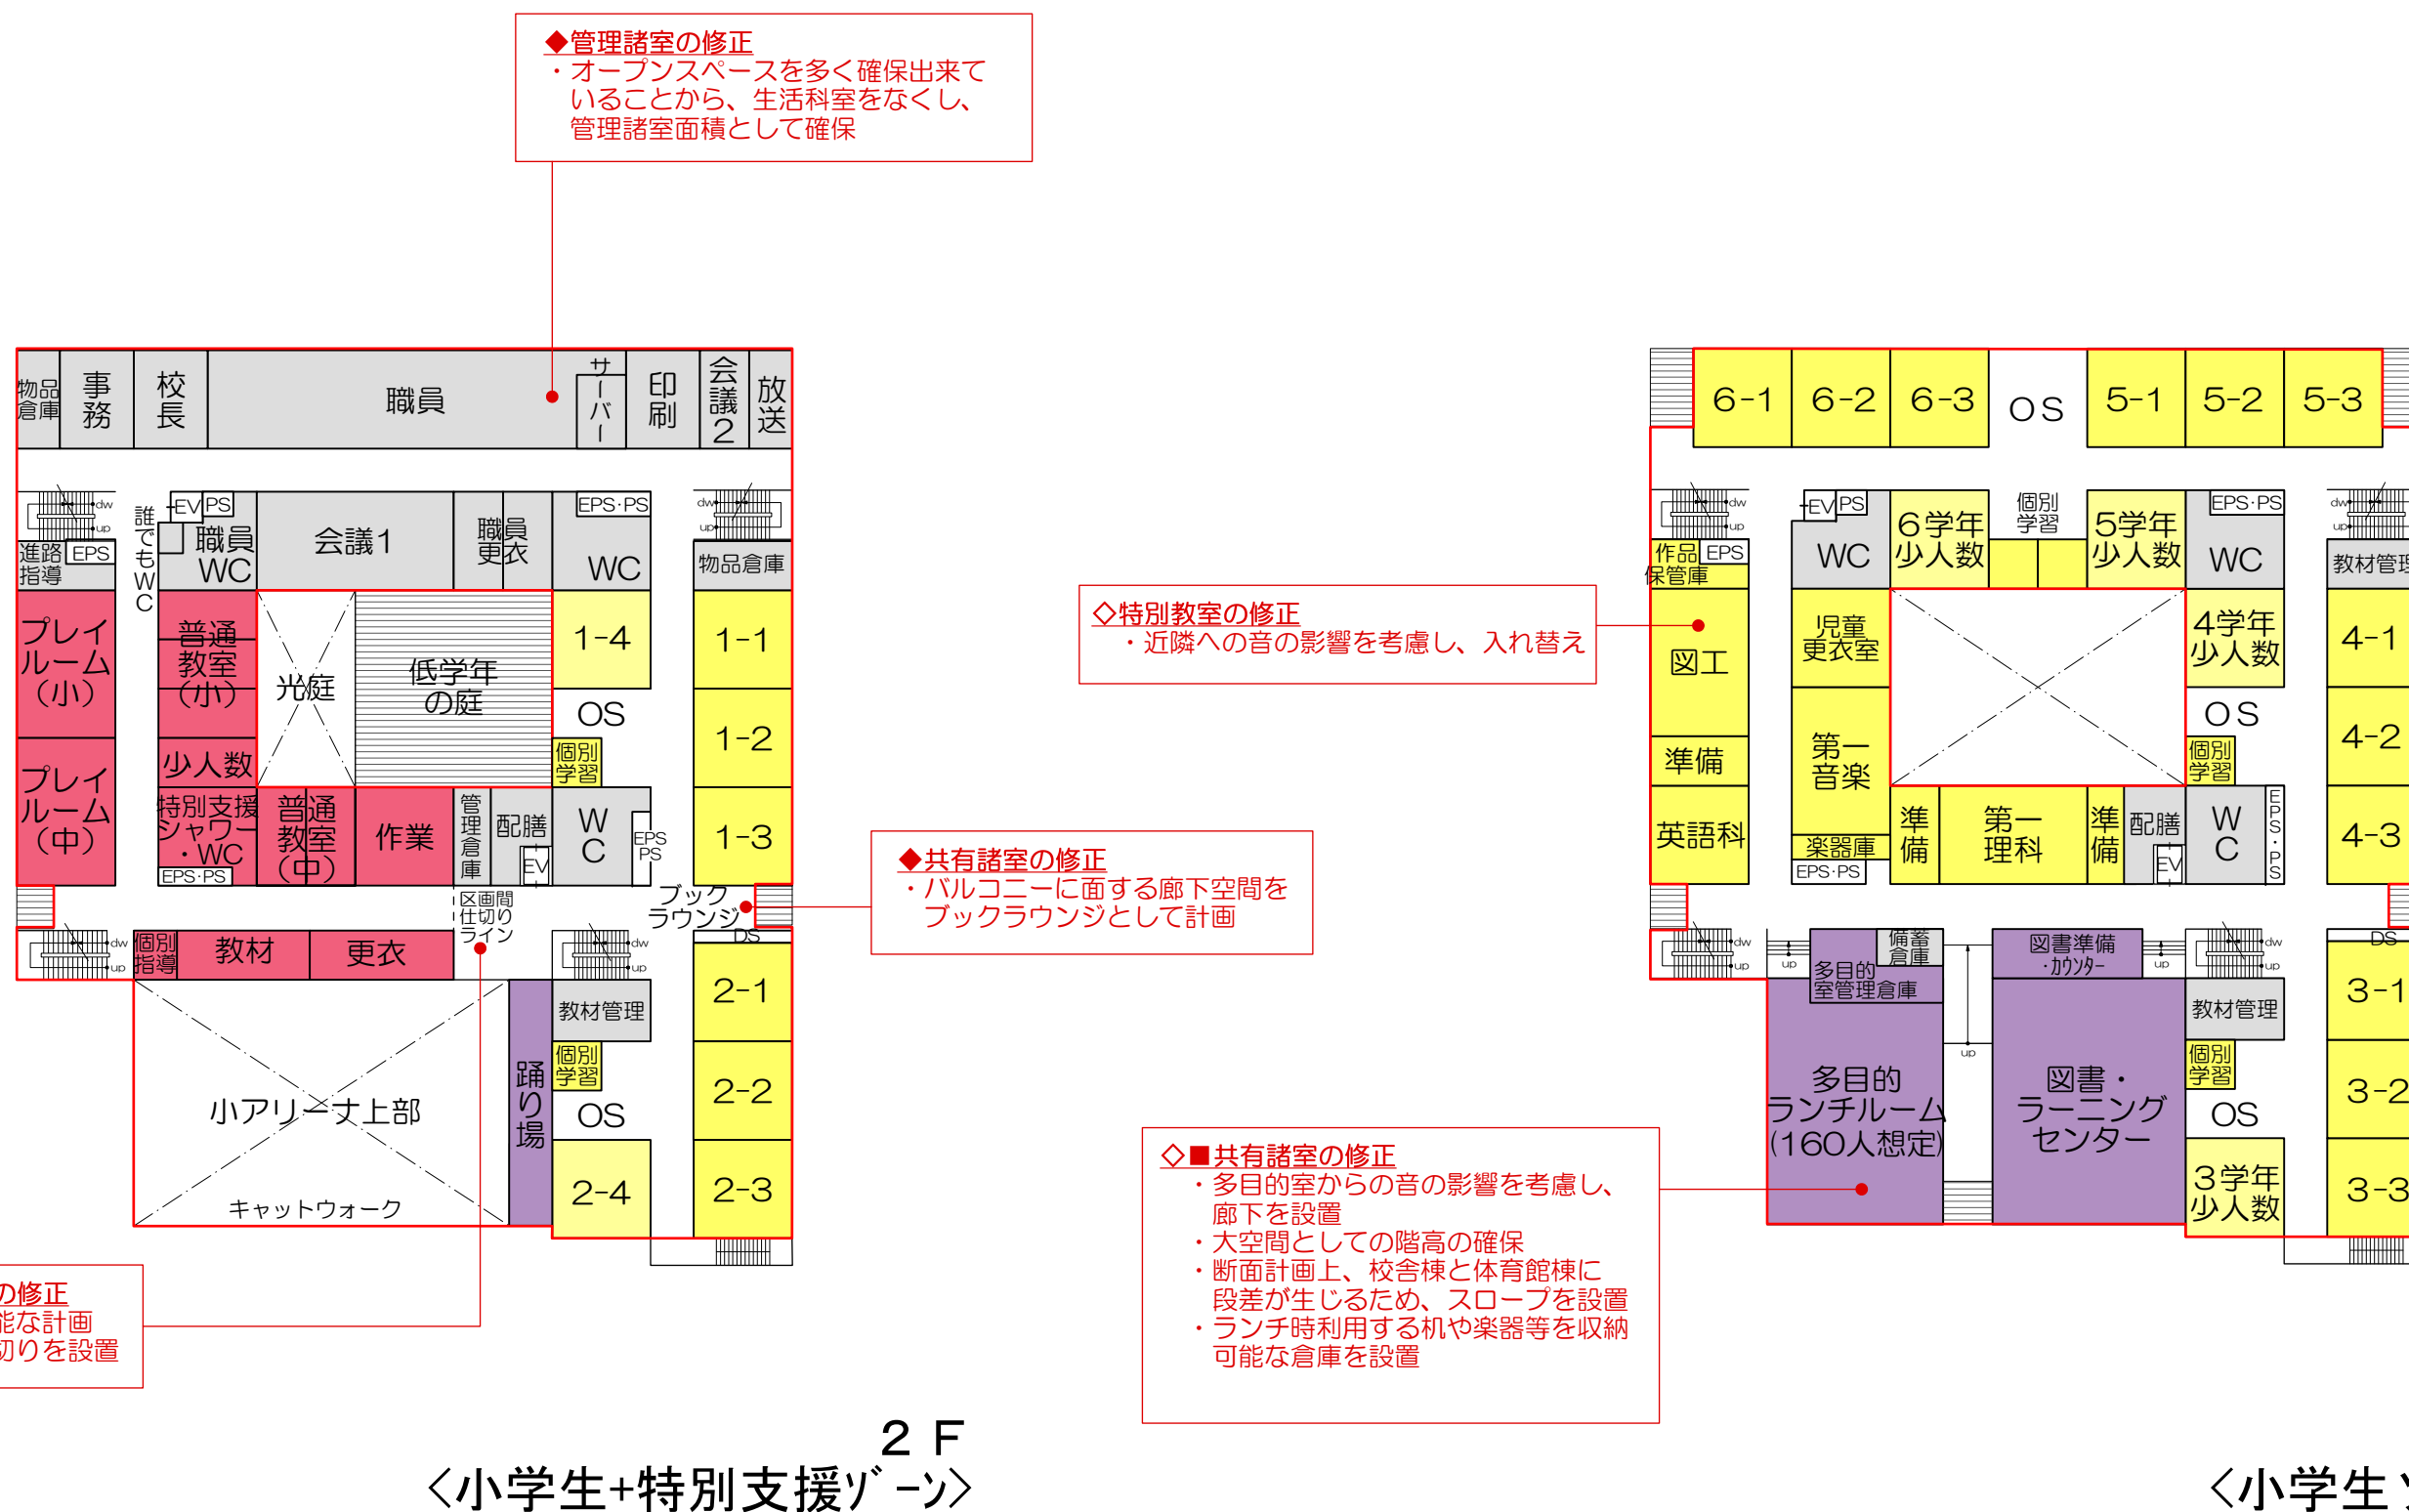 ◆管理諸室の修正
・オープンスペースを多く確保出来て
いることから、生活科室をなくし、
管理諸室面積として確保
物品
倉庫
事務
校長
職員
サーバー
印刷
会議2
放送
dw
up
誰でもWC
EV
PS
職員
WC
会議1
職員
更衣
EPS・PS
WC
dw
up
進路
指導
EPS
物品倉庫
プレイ
ルーム
(小)
普通
教室
(小)
光庭
低学年
の庭
1-4
1-1
OS
1-2
プレイ
ルーム
(中)
少人数
個別
学習
特別支援
シャワー
・WC
EPS・PS
普通
教室
(中)
作業
管理倉庫
配膳
EV
WC
EPS
PS
1-3
区画間
仕切り
ライン
ブック
ラウンジ
◆共有諸室の修正
・バルコニーに面する廊下空間を
ブックラウンジとして計画
dw
up
個別
指導
教材
更衣
dw
up
DS
小アリーナ上部
キャットウォーク
踊り場
教材管理
個別
学習
OS
2-4
2-1
2-2
2-3
の修正
能な計画
切りを設置
2F
<小学生+特別支援ゾーン>
6-1
6-2
6-3
OS
5-1
5-2
5-3
dw
up
EV
PS
WC
6学年
少人数
個別
学習
5学年
少人数
EPS・PS
WC
dw
up
作品
保管庫
EPS
教材管理
◇特別教室の修正
・近隣への音の影響を考慮し、入れ替え
図工
児童
更衣室
4学年
少人数
4-1
第一
音楽
OS
4-2
準備
個別
学習
英語科
楽器庫
EPS・PS
準備
第一
理科
準備
配膳
EV
WC
EPS・PS
4-3
dw
up
up
備蓄
倉庫
多目的
室管理倉庫
図書準備
・カウンター
up
dw
up
DS
up
多目的
ランチルーム
(160人想定)
図書・
ラーニング
センター
教材管理
個別
学習
OS
3学年
少人数
3-1
3-2
3-3
◇■共有諸室の修正
・多目的室からの音の影響を考慮し、
廊下を設置
・大空間としての階高の確保
・断面計画上、校舎棟と体育館棟に
段差が生じるため、スロープを設置
・ランチ時利用する机や楽器等を収納
可能な倉庫を設置
<小学生